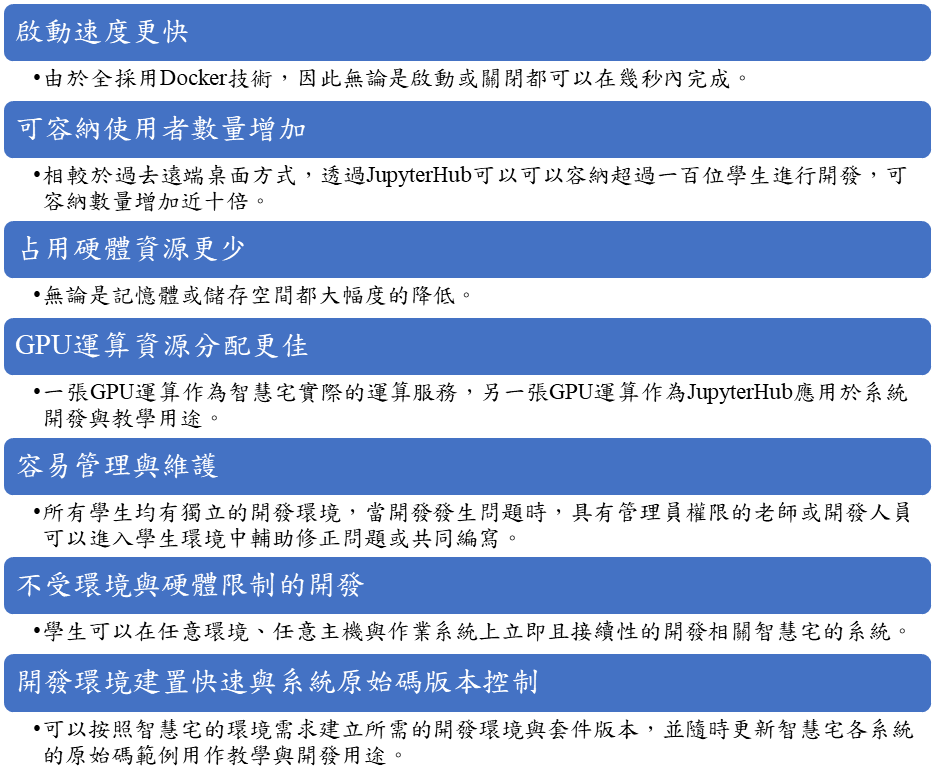 啟動速度更快
•由於全採用Docker技術，因此無論是啟動或關閉都可以在幾秒內完成。
可容納使用者數量增加
•相較於過去遠端桌面方式，透過JupyterHub可以可以容納超過一百位學生進行開發，可
容納數量增加近十倍。
占用硬體資源更少
•無論是記憶體或儲存空間都大幅度的降低。
GPU運算資源分配更佳
•一張GPU運算作為智慧宅實際的運算服務，另一張GPU運算作為JupyterHub應用於系統
開發與教學用途。
容易管理與維護
•所有學生均有獨立的開發環境，當開發發生問題時，具有管理員權限的老師或開發人員
可以進入學生環境中輔助修正問題或共同編寫。
不受環境與硬體限制的開發
•學生可以在任意環境、任意主機與作業系統上立即且接續性的開發相關智慧宅的系統。
開發環境建置快速與系統原始碼版本控制
•可以按照智慧宅的環境需求建立所需的開發環境與套件版本，並隨時更新智慧宅各系統
的原始碼範例用作教學與開發用途。